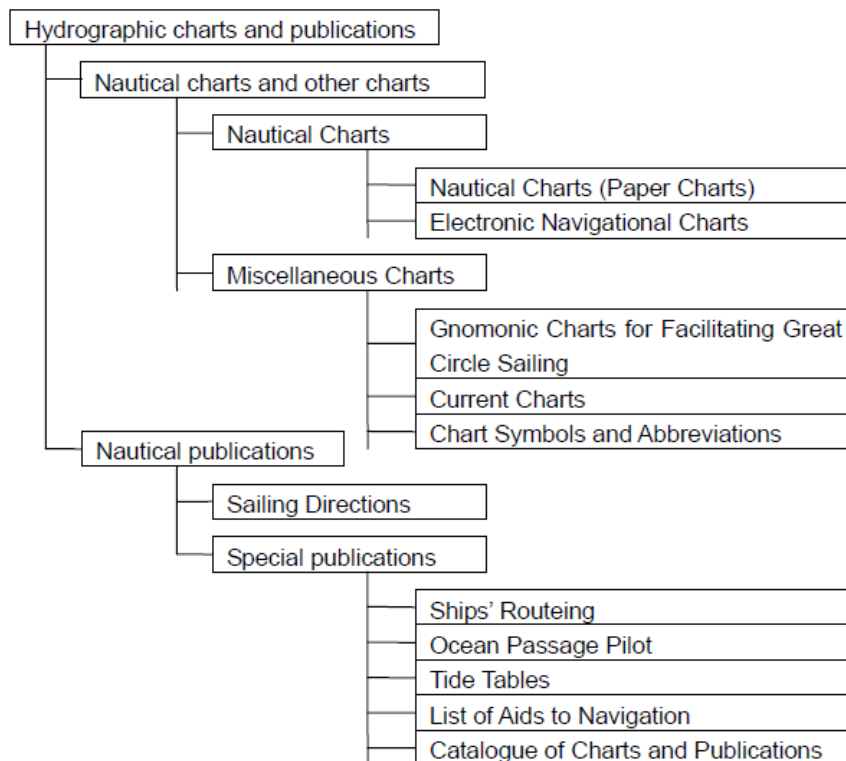 Hydrographic charts and publications
Nautical charts and other charts
Nautical Charts
Nautical Charts (Paper Charts)
Electronic Navigational Charts
Miscellaneous Charts
Gnomonic Charts for Facilitating Great
Circle Sailing
Current Charts
Chart Symbols and Abbreviations
Nautical publications
Sailing Directions
Special publications
Ships’ Routeing
Ocean Passage Pilot
Tide Tables
List of Aids to Navigation
Catalogue of Charts and Publications